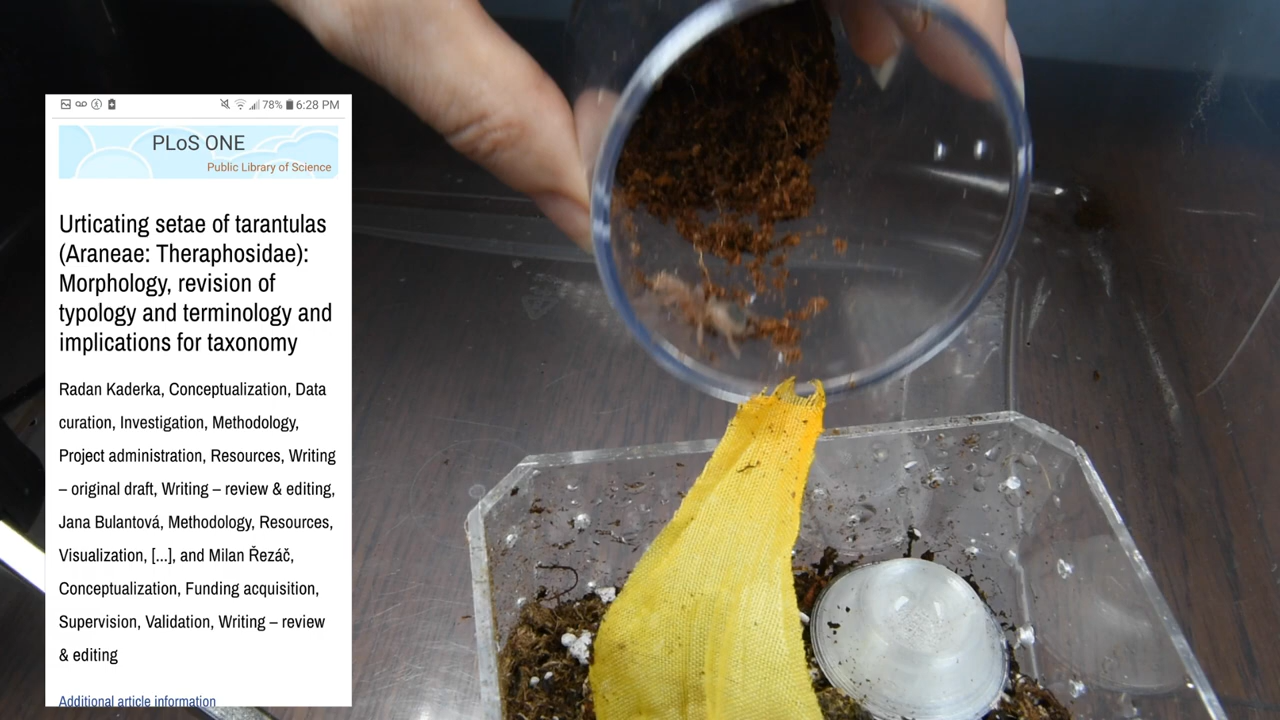 78% 6:28 PM
PLoS ONE
Public Library of Science
Urticating setae of tarantulas
(Araneae: Theraphosidae):
Morphology, revision of
typology and terminology and
implications for taxonomy
Radan Kaderka, Conceptualization, Data
curation, Investigation, Methodology,
Project administration, Resources, Writing
– original draft, Writing – review & editing,
Jana Bulantová, Methodology, Resources,
Visualization, [...], and Milan Řezáč,
Conceptualization, Funding acquisition,
Supervision, Validation, Writing – review
& editing
Additional article information